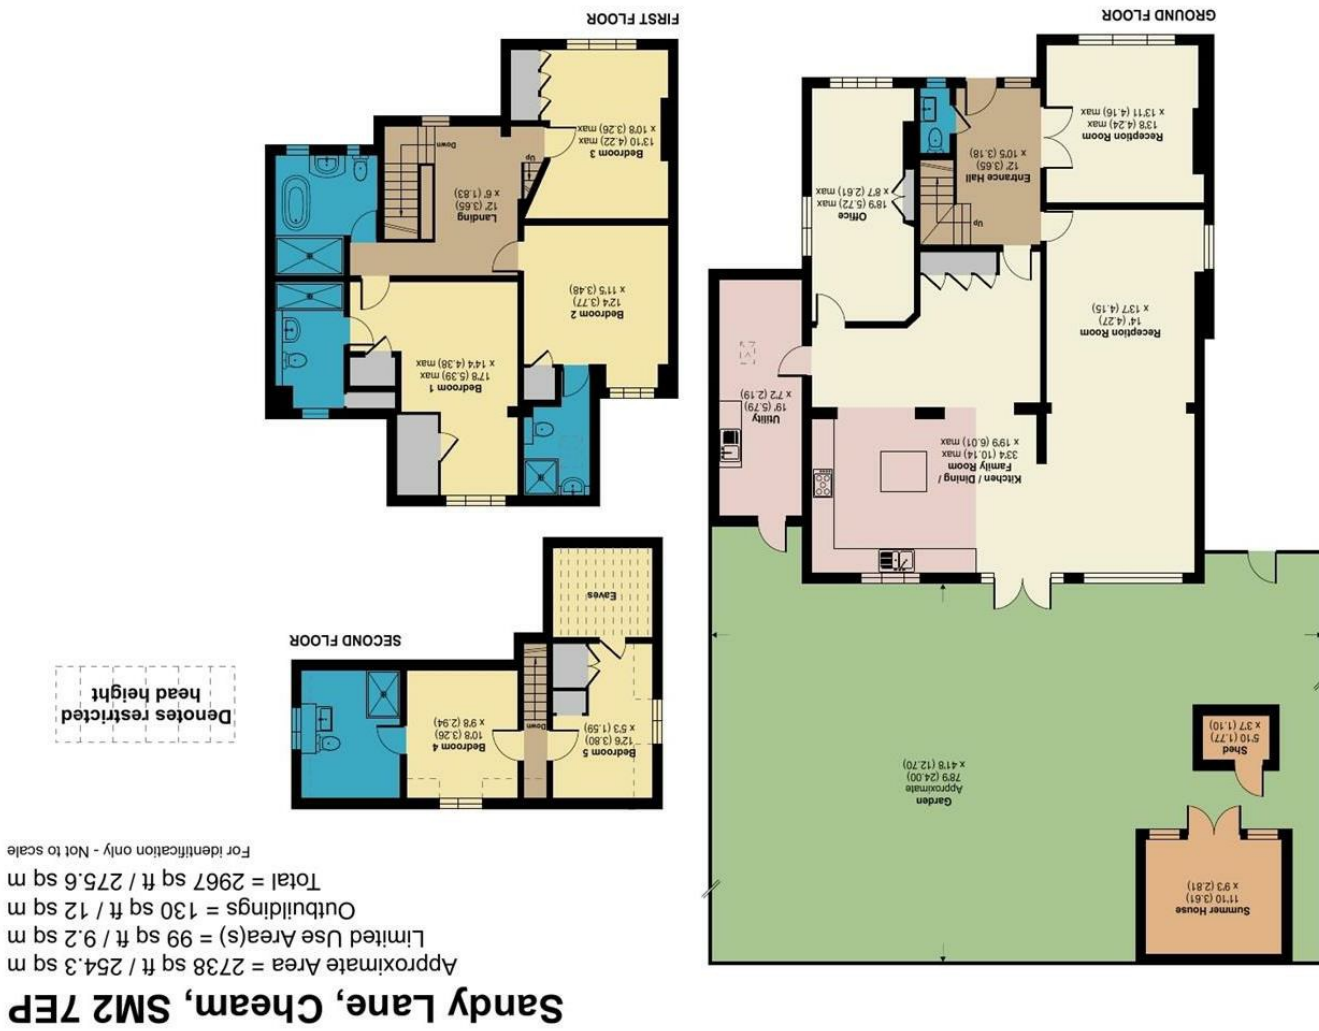 Sandy Lane, Cheam, SM2 7EP
Approximate Area = 2738 sq ft / 254.3 sq m
Limited Use Area(s) = 99 sq ft / 9.2 sq m
Outbuildings = 130 sq ft / 12 sq m
Total = 2967 sq ft / 275.6 sq m
For identification only - Not to scale
Summer House
11'10 (3.61)
x 9'3 (2.81)
Shed
5'10 (1.77)
x 3'7 (1.10)
Garden
Approximate
78'9 (24.00)
x 41'8 (12.70)
Kitchen / Dining /
Family Room
33'4 (10.14) max
x 19'9 (6.01) max
Utility
19' (5.79)
x 7'2 (2.19)
Reception Room
14' (4.27)
x 13'7 (4.15)
Office
18'9 (5.72) max
x 8'7 (2.61) max
Up
Entrance Hall
12' (3.65)
x 10'5 (3.18)
Reception Room
13'8 (4.24) max
x 13'11 (4.16) max
GROUND FLOOR
Denotes restricted
head height
Bedroom 5
12'6 (3.80)
x 5'3 (1.59)
Down
Bedroom 4
10'8 (3.26)
x 9'8 (2.94)
Eaves
SECOND FLOOR
Bedroom 1
17'8 (5.39) max
x 14'4 (4.38) max
Bedroom 2
12'4 (3.77)
x 11'5 (3.48)
Landing
12' (3.65)
x 6' (1.83)
Up
Down
Bedroom 3
13'10 (4.22) max
x 10'8 (3.26) max
FIRST FLOOR